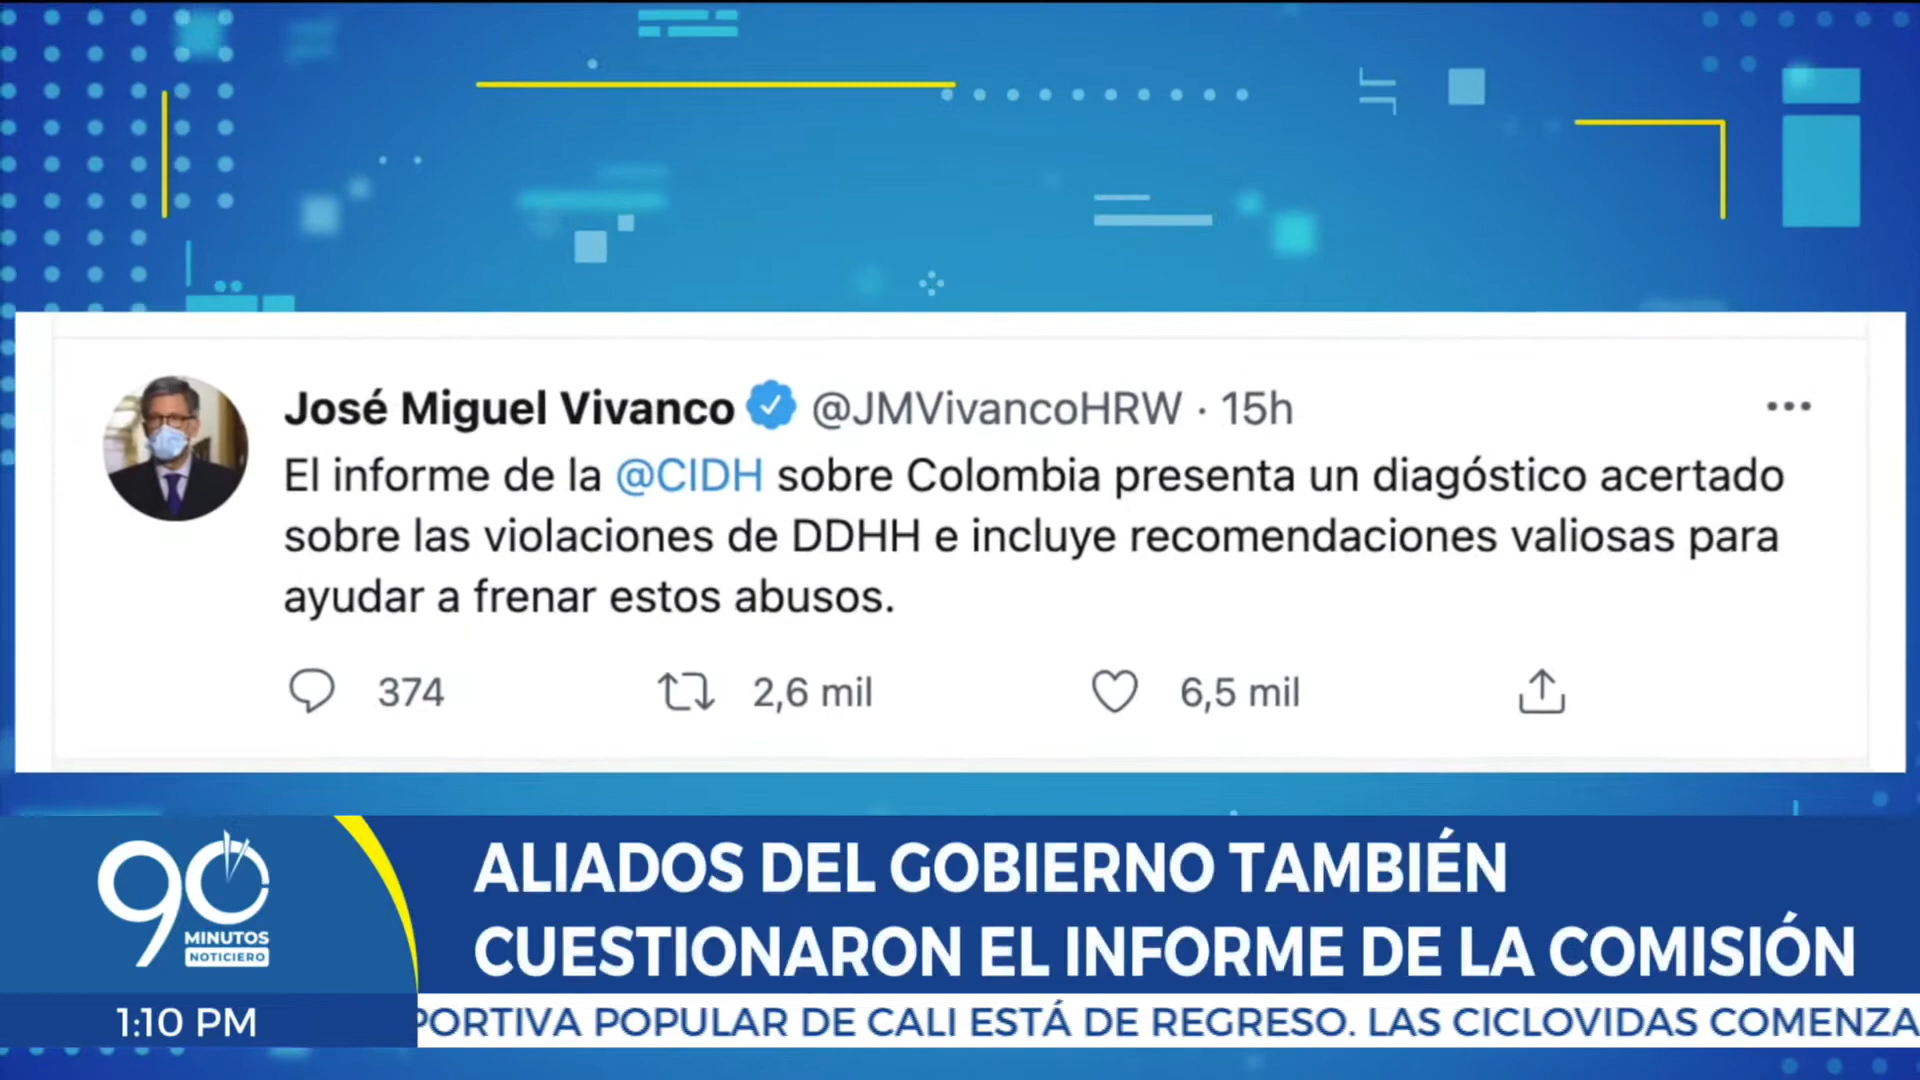 José Miguel Vivanco @JMVivancoHRW · 15h
El informe de la @CIDH sobre Colombia presenta un diagóstico acertado
sobre las violaciones de DDHH e incluye recomendaciones valiosas para
ayudar a frenar estos abusos.
374 2,6 mil 6,5 mil
90
MINUTOS
NOTICIERO
ALIADOS DEL GOBIERNO TAMBIÉN
CUESTIONARON EL INFORME DE LA COMISIÓN
1:10 PM
PORTIVA POPULAR DE CALI ESTÁ DE REGRESO. LAS CICLOVIDAS COMENZA